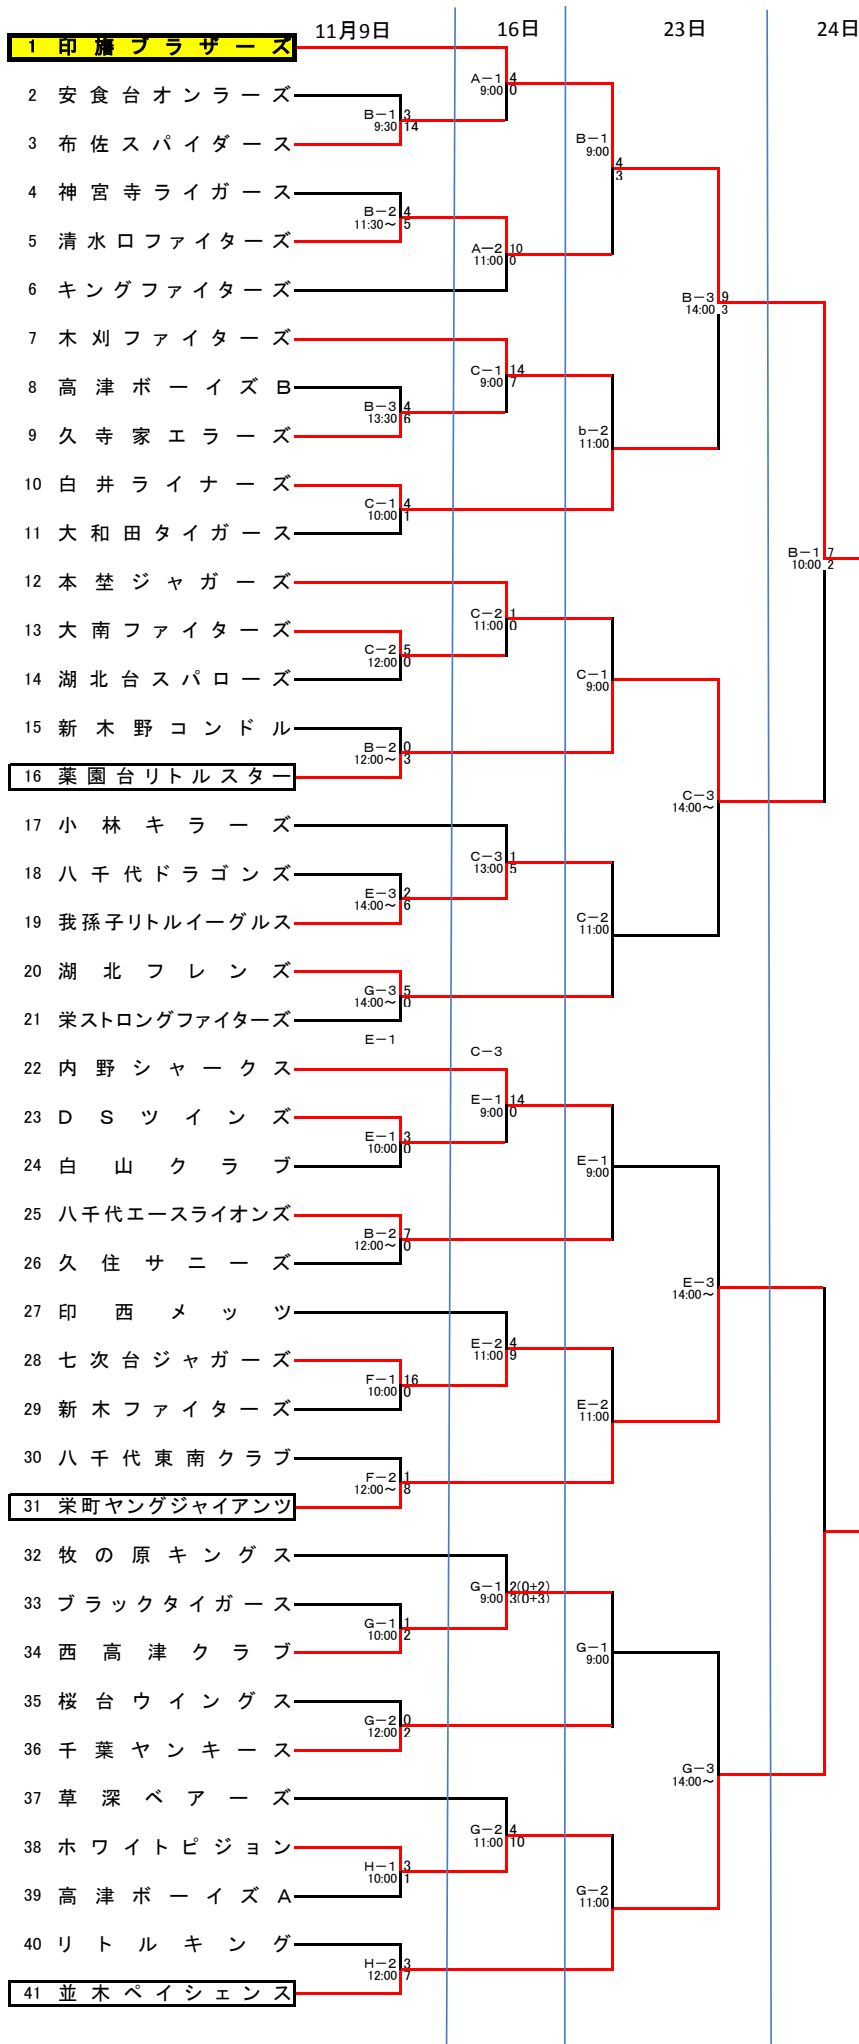 11月9日 16日 23日 24日
1 印旛ブラザーズ
A－1 4
9:00 0
2 安食台オンラーズ
B－1 3
9:30 14
B－1
9:00
3 布佐スパイダース
4
3
4 神宮寺ライガース
B－2 4
11:30～ 5
5 清水口ファイターズ
A－2 10
11:00 0
6 キングファイターズ
B－3 9
14:00 3
7 木刈ファイターズ
C－1 14
9:00 7
8 高津ボーイズB
B－3 4
13:30 6
9 久寺家エラーズ
b－2
11:00
10 白井ライナーズ
C－1 4
10:00 1
11 大和田タイガース
B－1 7
10:00 2
12 本埜ジャガーズ
C－2 1
11:00 0
13 大南ファイターズ
C－2 5
12:00 0
14 湖北台スパローズ
C－1
9:00
15 新木野コンドル
B－2 0
12:00～ 3
16 薬園台リトルスター
C－3
14:00～
17 小林キラーズ
C－3 1
13:00 5
18 八千代ドラゴンズ
E－3 2
14:00～ 6
19 我孫子リトルイーグルス
C－2
11:00
20 湖北フレンズ
G－3 5
14:00～ 0
21 栄ストロングファイターズ
E－1
C－3
22 内野シャークス
E－1 14
9:00 0
23 DSツインズ
E－1 3
10:00 0
24 白山クラブ
E－1
9:00
25 八千代エースライオンズ
B－2 7
12:00～ 0
26 久住サニーズ
E－3
14:00～
27 印西メッツ
E－2 4
11:00 9
28 七次台ジャガーズ
F－1 16
10:00 0
29 新木ファイターズ
E－2
11:00
30 八千代東南クラブ
F－2 1
12:00～ 8
31 栄町ヤングジャイアンツ
32 牧の原キングス
G－1 2(0+2)
9:00 3(0+3)
33 ブラックタイガース
G－1 1
10:00 2
34 西高津クラブ
G－1
9:00
35 桜台ウイングス
G－2 0
12:00 2
36 千葉ヤンキース
G－3
14:00～
37 草深ベアーズ
G－2 4
11:00 10
38 ホワイトピジョン
H－1 3
10:00 1
39 高津ボーイズA
G－2
11:00
40 リトルキング
H－2 3
12:00 7
41 並木ペイシェンス